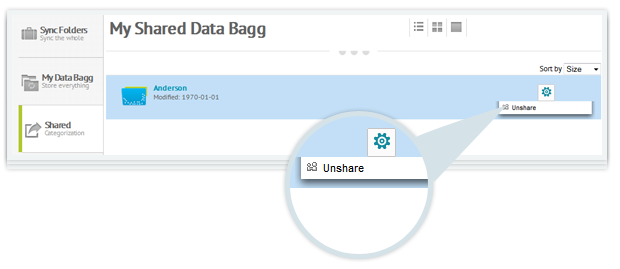 Sync Folders
Sync the whole
My Data Bagg
Store everything
Shared
Categorization
My Shared Data Bagg
Sort by Size
Anderson
Modified: 1970-01-01
Unshare
Unshare